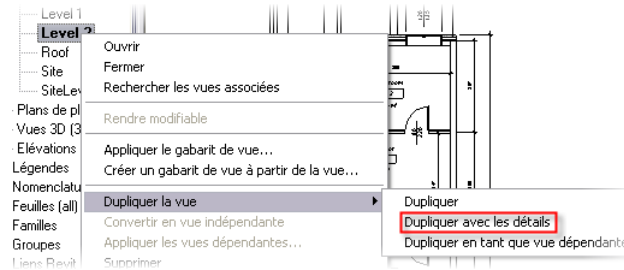 Level 1
Level 2
Roof
Site
SiteLev
Plans de pl
Vues 3D (3
Elévations
Légendes
Nomenclatu
Feuilles (all)
Familles
Groupes
Liens Revit
Ouvrir
Fermer
Rechercher les vues associées
Rendre modifiable
Appliquer le gabarit de vue...
Créer un gabarit de vue à partir de la vue...
Dupliquer la vue
Convertir en vue indépendante
Appliquer les vues dépendantes...
Supprimer
Dupliquer
Dupliquer avec les détails
Dupliquer en tant que vue dépendante